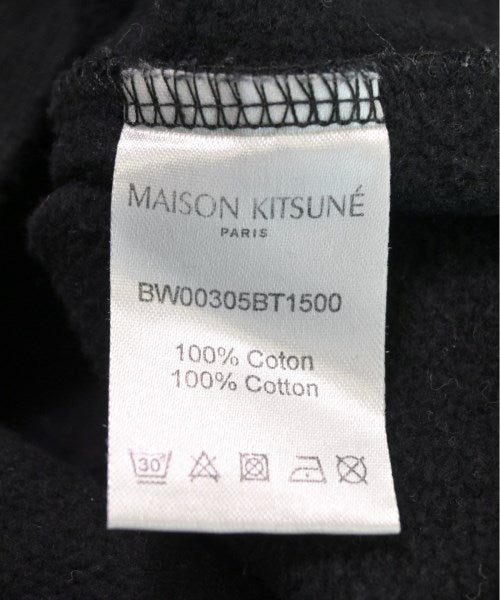 MAISON KITSUNÉ
PARIS
BW00305BT1500
100% Coton
100% Cotton
30°